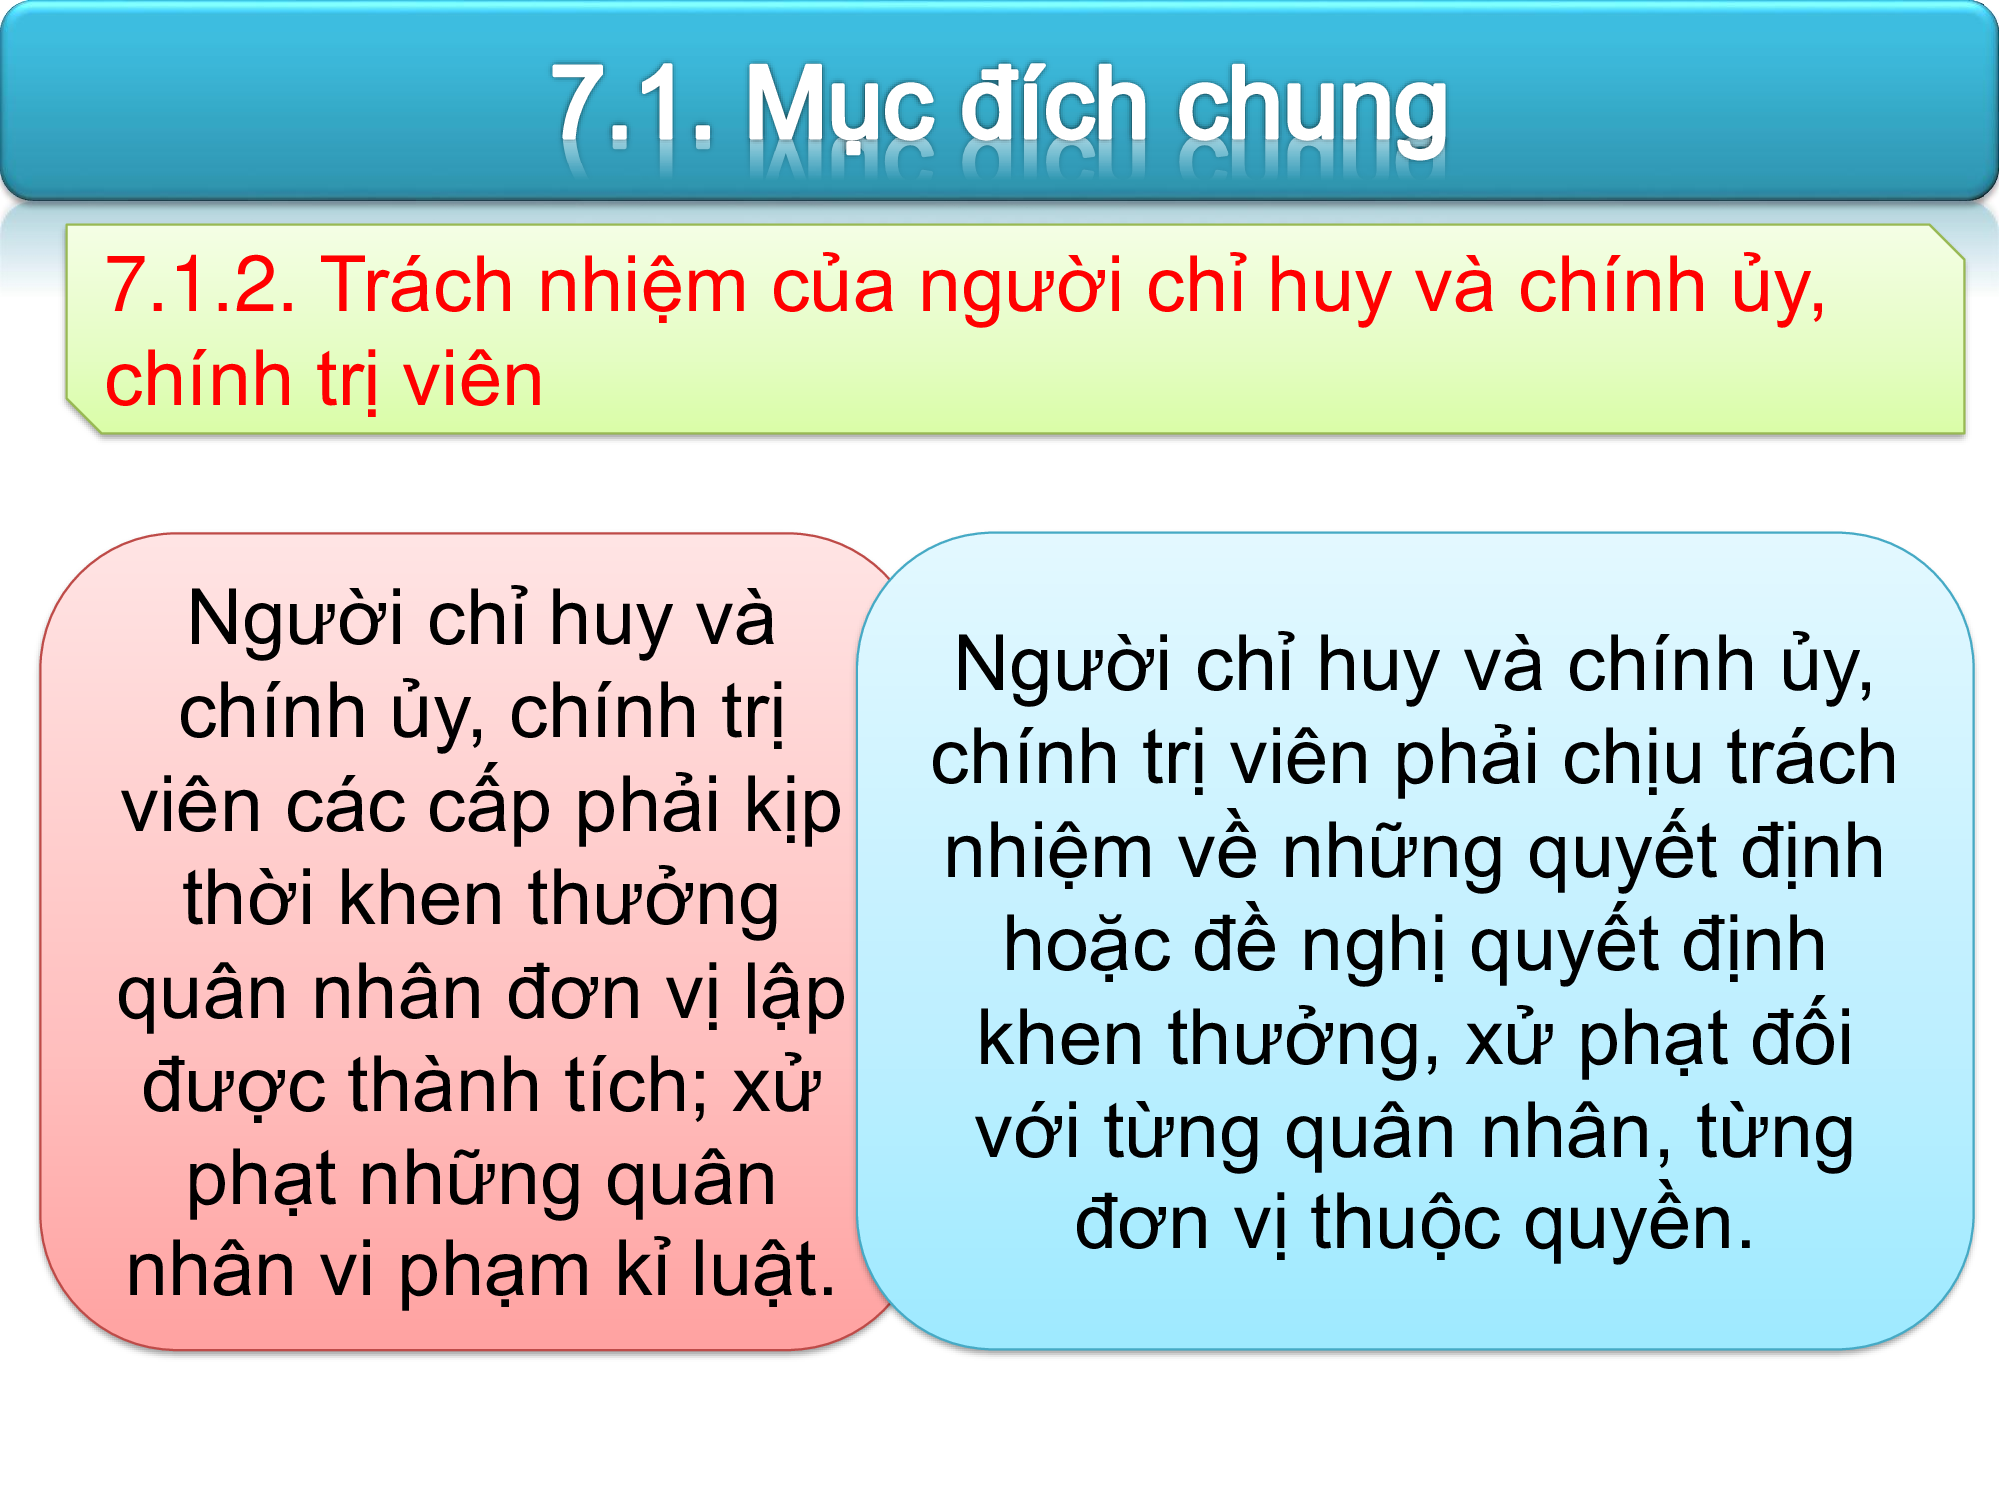 7.1. Mục đích chung
7.1.2. Trách nhiệm của người chỉ huy và chính ủy,
chính trị viên
Người chỉ huy và
chính ủy, chính trị
viên các cấp phải kịp
thời khen thưởng
quân nhân đơn vị lập
được thành tích; xử
phạt những quân
nhân vi phạm kỉ luật.
Người chỉ huy và chính ủy,
chính trị viên phải chịu trách
nhiệm về những quyết định
hoặc đề nghị quyết định
khen thưởng, xử phạt đối
với từng quân nhân, từng
đơn vị thuộc quyền.